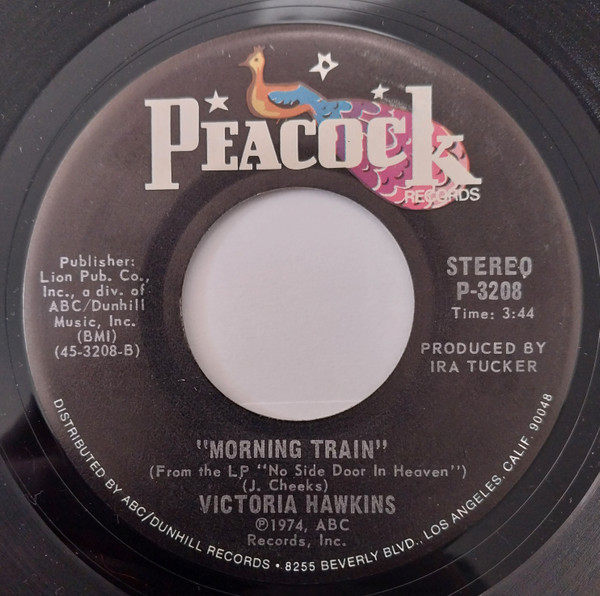 PEACOCK
RECORDS
Publisher:
Lion Pub. Co.,
Inc., a div. of
ABC/Dunhill
Music, Inc.
(BMI)
(45-3208-B)
STEREO
P-3208
Time: 3:44
PRODUCED BY
IRA TUCKER
"MORNING TRAIN"
(From the LP "No Side Door In Heaven")
(J. Cheeks)
VICTORIA HAWKINS
℗1974, ABC
Records, Inc.
DISTRIBUTED BY ABC/DUNHILL RECORDS • 8255 BEVERLY BLVD., LOS ANGELES, CALIF. 90048